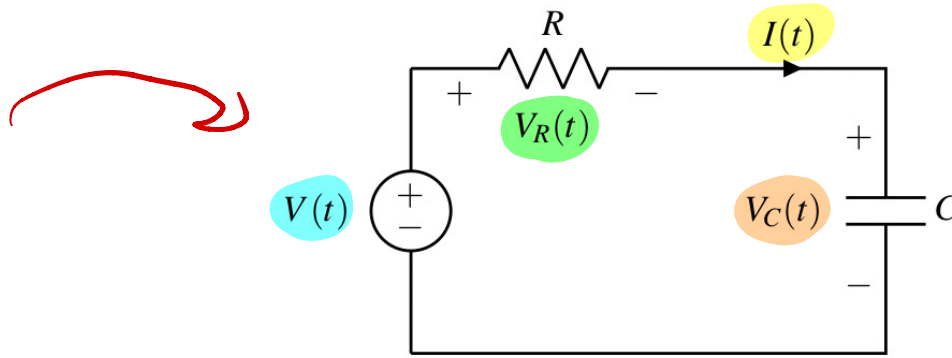 R
I(t)
+
−
V_R(t)
+
V(t)
+
−
V_C(t)
C
−